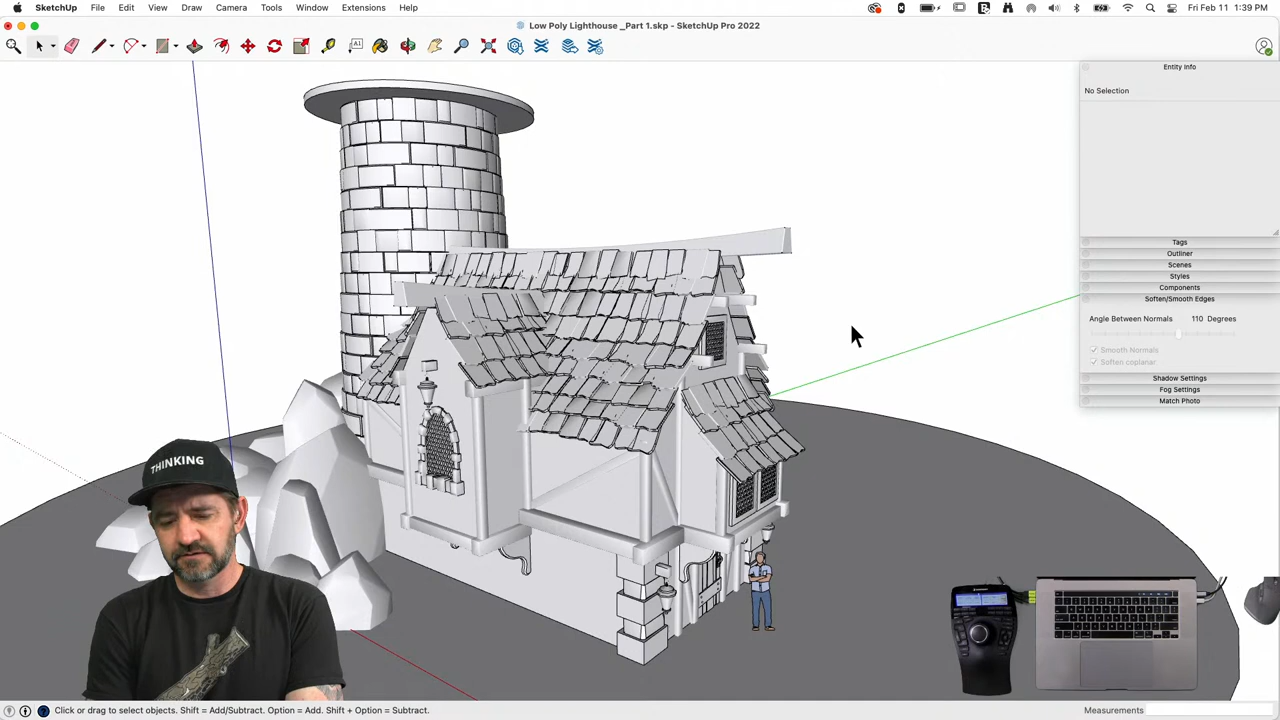 SketchUp File Edit View Draw Camera Tools Window Extensions Help
Fri Feb 11 1:39 PM
Low Poly Lighthouse _Part 1.skp - SketchUp Pro 2022
Entity Info
No Selection
Tags
Outliner
Scenes
Styles
Components
Soften/Smooth Edges
Angle Between Normals 110 Degrees
Smooth Normals
Soften coplanar
Shadow Settings
Fog Settings
Match Photo
THINKING
Click or drag to select objects. Shift = Add/Subtract. Option = Add. Shift + Option = Subtract.
Measurements